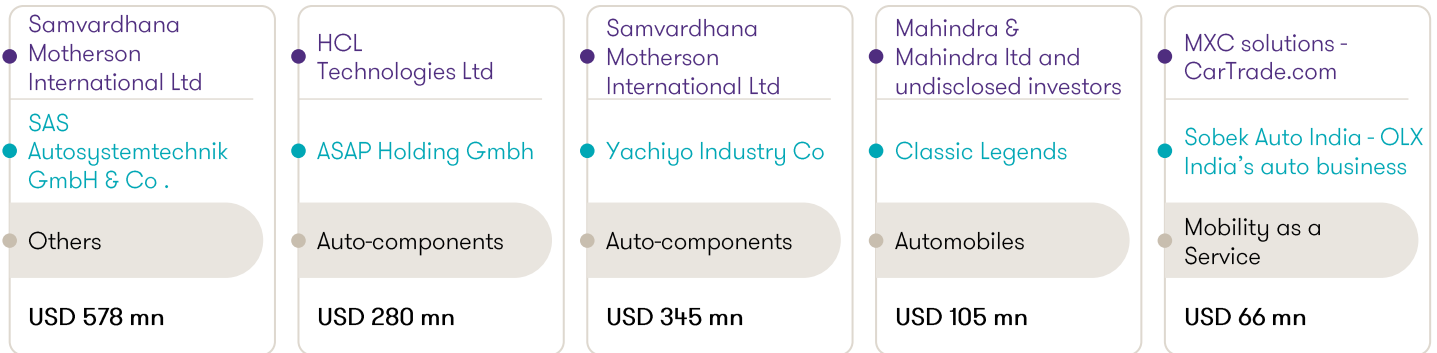 Samvardhana
Motherson
International Ltd
SAS
Autosystemtechnik
GmbH & Co .
Others
USD 578 mn
HCL
Technologies Ltd
ASAP Holding Gmbh
Auto-components
USD 280 mn
Samvardhana
Motherson
International Ltd
Yachiyo Industry Co
Auto-components
USD 345 mn
Mahindra &
Mahindra ltd and
undisclosed investors
Classic Legends
Automobiles
USD 105 mn
MXC solutions -
CarTrade.com
Sobek Auto India - OLX
India’s auto business
Mobility as a
Service
USD 66 mn